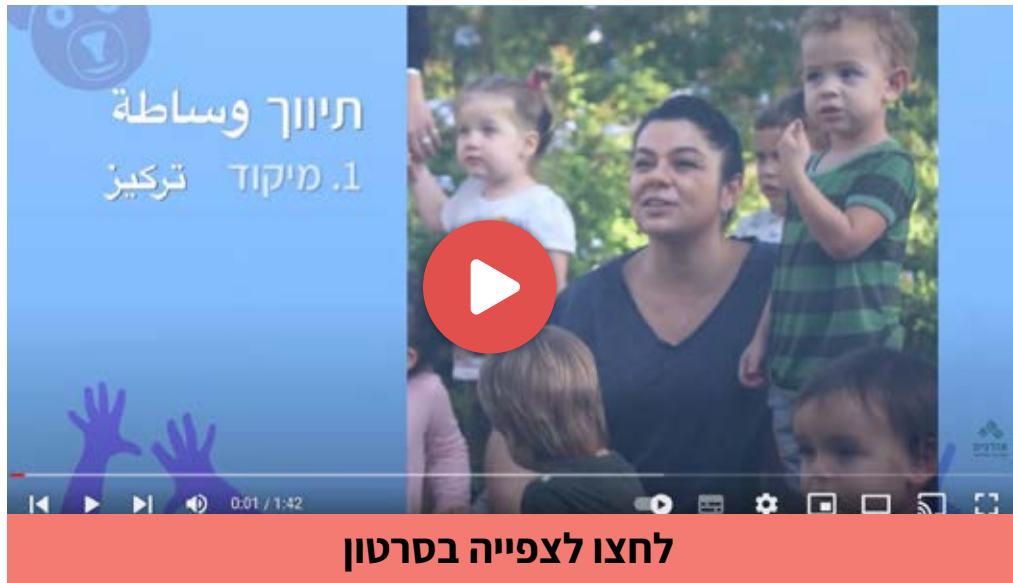 תיווך وساطة
1. מיקוד تركيز
0:01 / 1:42
לחצו לצפייה בסרטון